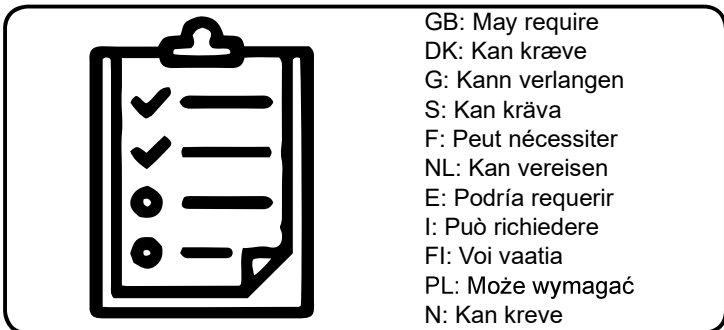 GB: May require
DK: Kan kræve
G: Kann verlangen
S: Kan kräva
F: Peut nécessiter
NL: Kan vereisen
E: Podría requerir
I: Può richiedere
FI: Voi vaatia
PL: Może wymagać
N: Kan kreve